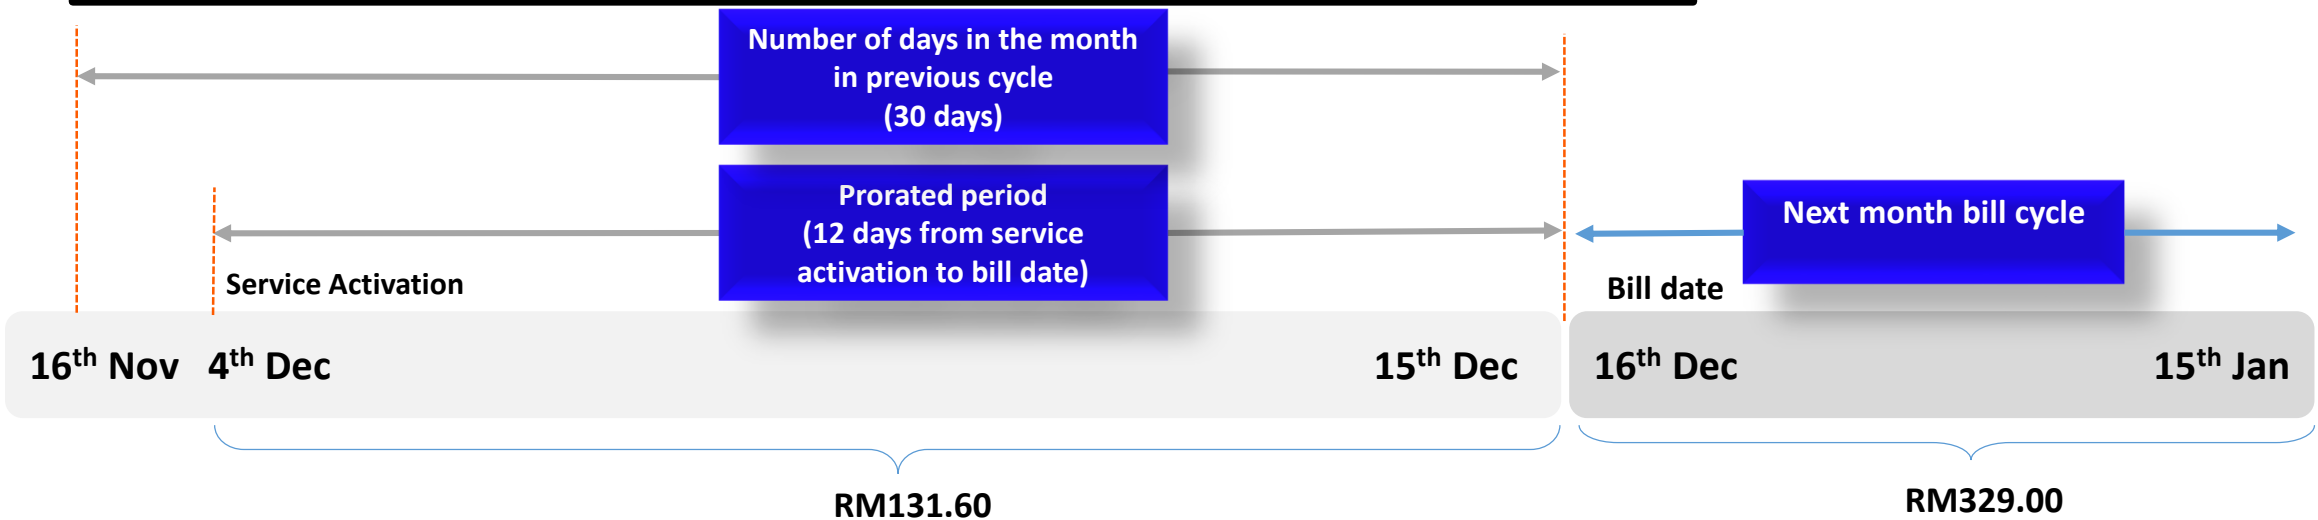 Number of days in the month
in previous cycle
(30 days)
Prorated period
(12 days from service
activation to bill date)
Next month bill cycle
Service Activation
Bill date
16th Nov 4th Dec 15th Dec 16th Dec 15th Jan
RM131.60 RM329.00